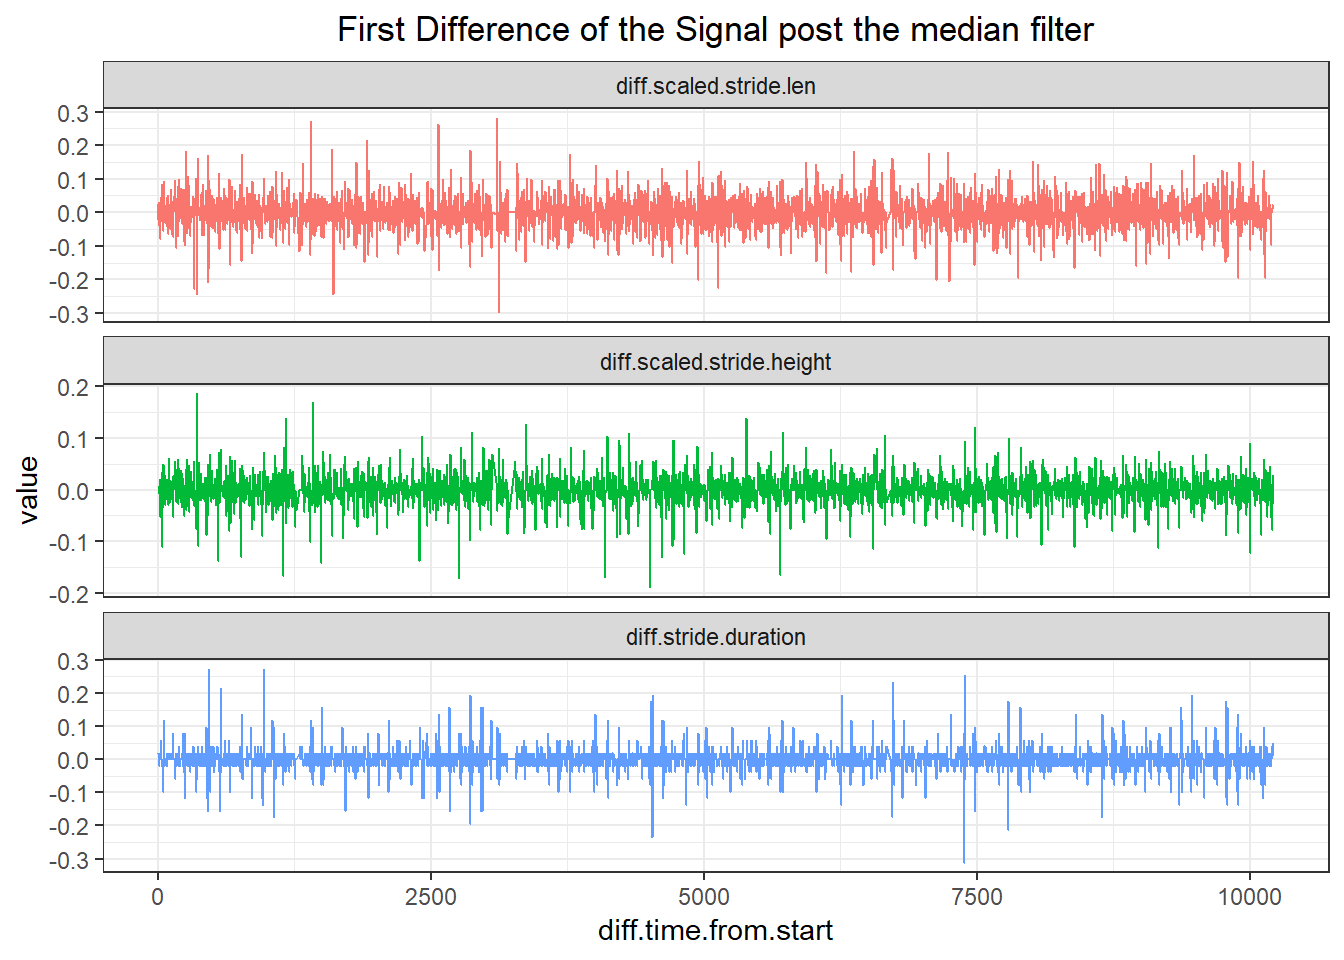 First Difference of the Signal post the median filter
diff.scaled.stride.len
0.3
0.2
0.1
0.0
-0.1
-0.2
-0.3
diff.scaled.stride.height
0.2
0.1
0.0
-0.1
-0.2
value
diff.stride.duration
0.3
0.2
0.1
0.0
-0.1
-0.2
-0.3
0 2500 5000 7500 10000
diff.time.from.start